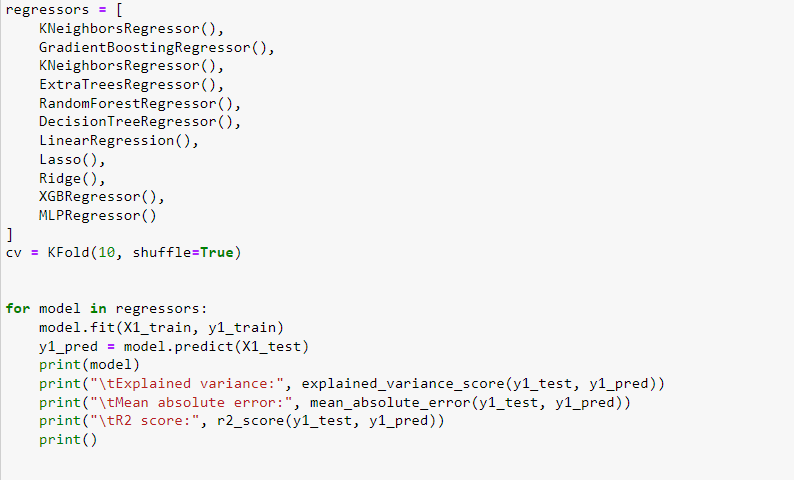 regressors = [
    KNeighborsRegressor(),
    GradientBoostingRegressor(),
    KNeighborsRegressor(),
    ExtraTreesRegressor(),
    RandomForestRegressor(),
    DecisionTreeRegressor(),
    LinearRegression(),
    Lasso(),
    Ridge(),
    XGBRegressor(),
    MLPRegressor()
]
cv = KFold(10, shuffle=True)
for model in regressors:
    model.fit(X1_train, y1_train)
    y1_pred = model.predict(X1_test)
    print(model)
    print("\tExplained variance:", explained_variance_score(y1_test, y1_pred))
    print("\tMean absolute error:", mean_absolute_error(y1_test, y1_pred))
    print("\tR2 score:", r2_score(y1_test, y1_pred))
    print()